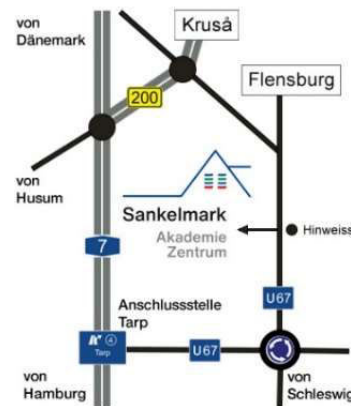 von
Dänemark
Kruså
Flensburg
200
von
Husum
Sankelmark
Akademie
Zentrum
Hinweiss
7
U67
Anschlussstelle
Tarp
4
Tarp
U67
von
Hamburg
von
Schleswig